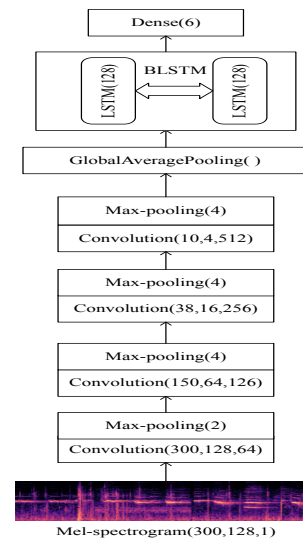 Dense(6)
BLSTM
LSTM(128)
LSTM(128)
GlobalAveragePooling( )
Max-pooling(4)
Convolution(10,4,512)
Max-pooling(4)
Convolution(38,16,256)
Max-pooling(4)
Convolution(150,64,126)
Max-pooling(2)
Convolution(300,128,64)
Mel-spectrogram(300,128,1)